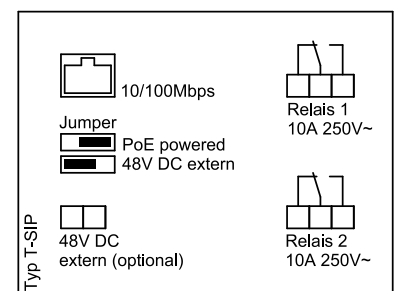 10/100Mbps
Jumper
PoE powered
48V DC extern
48V DC
extern (optional)
Typ T-SIP
Relais 1
10A 250V~
Relais 2
10A 250V~